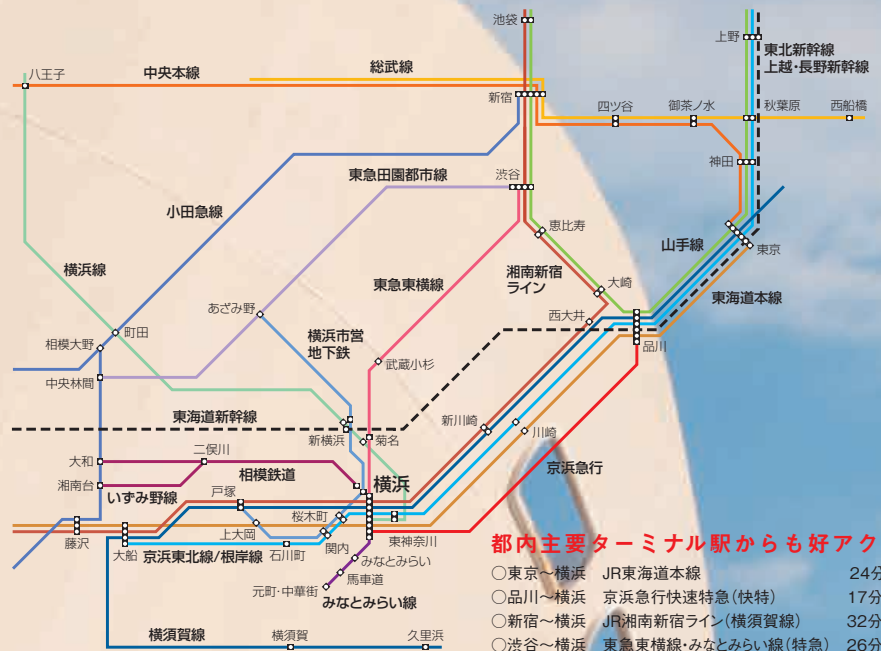 池袋
上野
東北新幹線
上越・長野新幹線
八王子
中央本線
総武線
新宿
四ツ谷
御茶ノ水
秋葉原
西船橋
神田
渋谷
東急田園都市線
小田急線
恵比寿
山手線
東京
横浜線
東急東横線
湘南新宿
ライン
大崎
東海道本線
あざみ野
西大井
町田
相模大野
横浜市営
地下鉄
品川
武蔵小杉
中央林間
東海道新幹線
新横浜
菊名
新川崎
川崎
大和
二俣川
相模鉄道
京浜急行
湘南台
いずみ野線
戸塚
横浜
桜木町
上大岡
東神奈川
藤沢
大船
京浜東北線/根岸線
石川町
関内
みなとみらい
馬車道
元町・中華街
みなとみらい線
横須賀線
横須賀
久里浜
都内主要ターミナル駅からも好アク
○東京〜横浜 JR東海道本線 24分
○品川〜横浜 京浜急行快速特急(快特) 17分
○新宿〜横浜 JR湘南新宿ライン(横須賀線) 32分
○渋谷〜横浜 東急東横線・みなとみらい線(特急) 26分